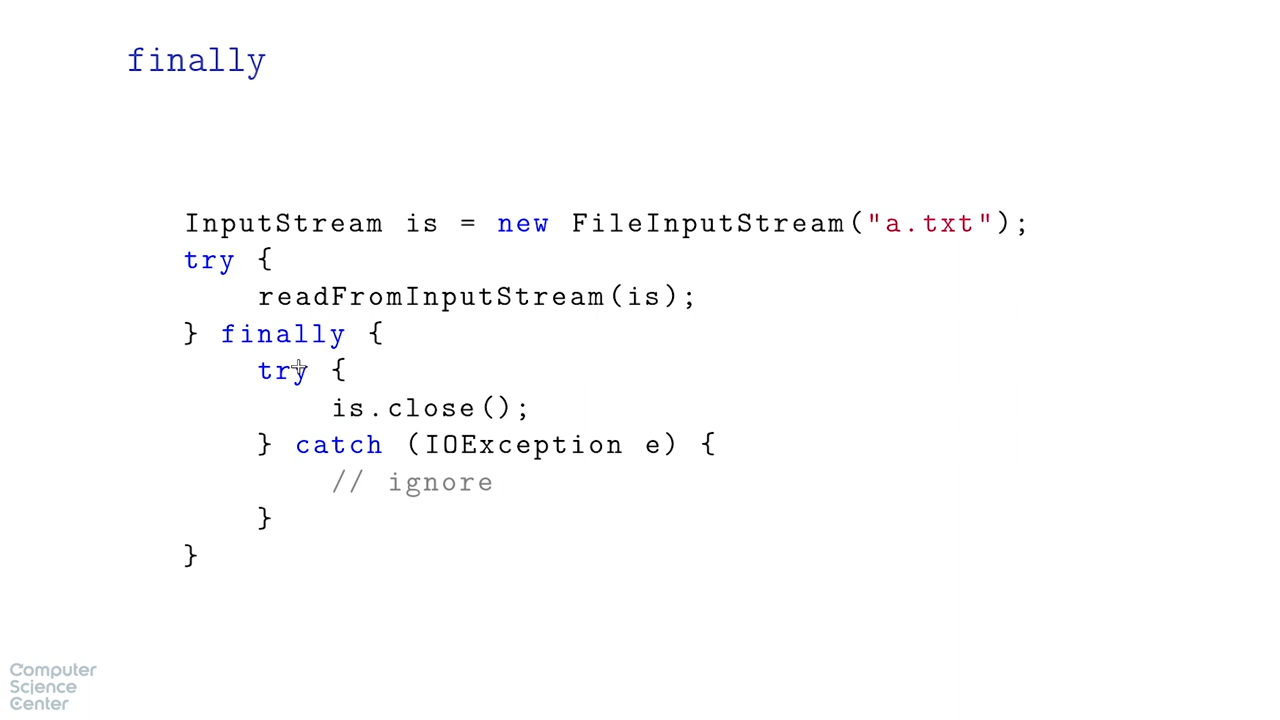 finally
InputStream is = new FileInputStream("a.txt");
try {
    readFromInputStream(is);
} finally {
    try {
        is.close();
    } catch (IOException e) {
        // ignore
    }
}
Computer
Science
Center